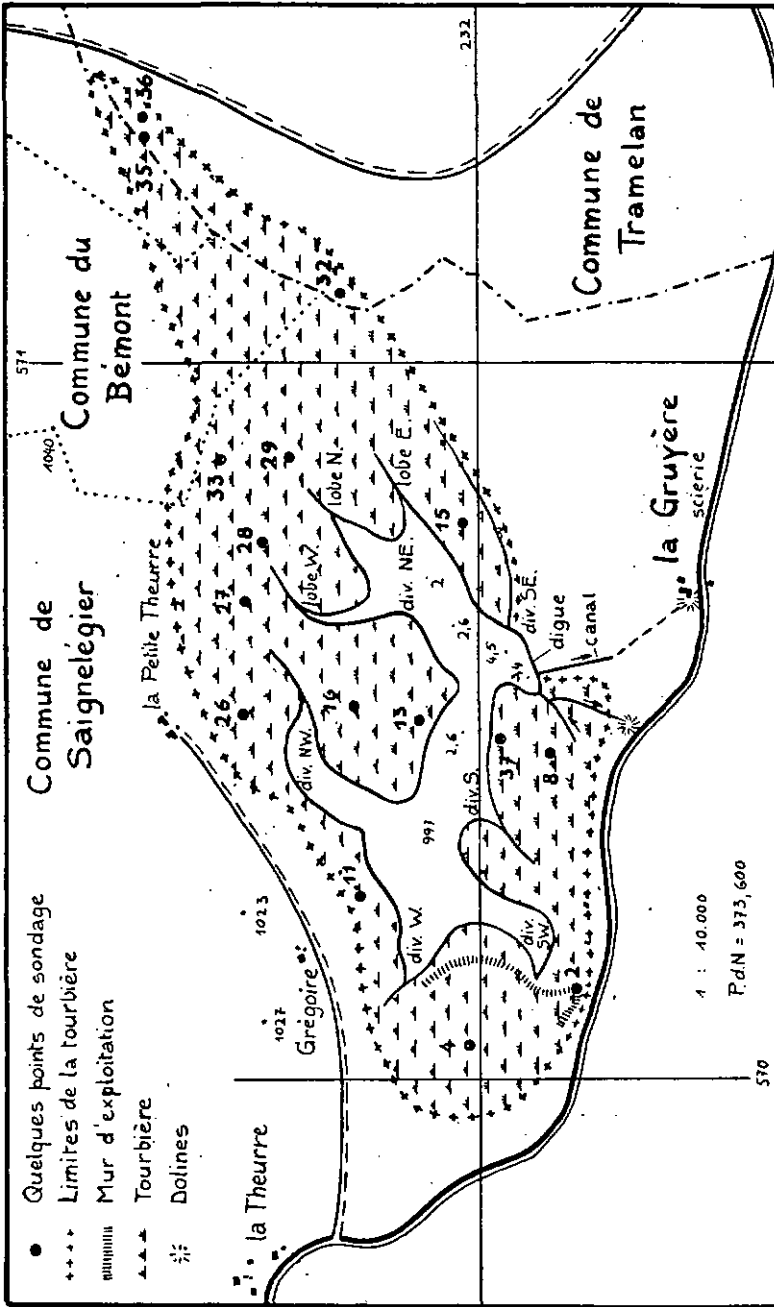 ● Quelques points de sondage
++++ Limites de la tourbière
Mur d'exploitation
Tourbière
Dolines
Commune de
Saignelégier
Commune du
Bémont
Commune de
Tramelan
571
1040
232
la Petite Theurre
la Theurre
Grégoire
1027
1023
991
36
35
32
33
29
28
27
26
16
13
15
11
37
8
4
2
lobe N.
lobe E.
lobe W.
div. NE.
div. NW.
div. W.
div. SW.
div. S.
div. SE.
2
2,6
2,6
4,5
3,4
digue
canal
la Gruyère
scierie
1 : 10.000
P.d.N = 373,600
570